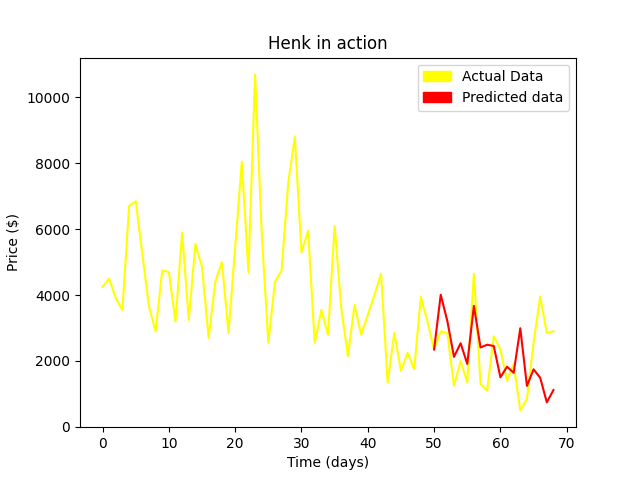 Henk in action
Actual Data
Predicted data
Price ($)
10000
8000
6000
4000
2000
0
0 10 20 30 40 50 60 70
Time (days)